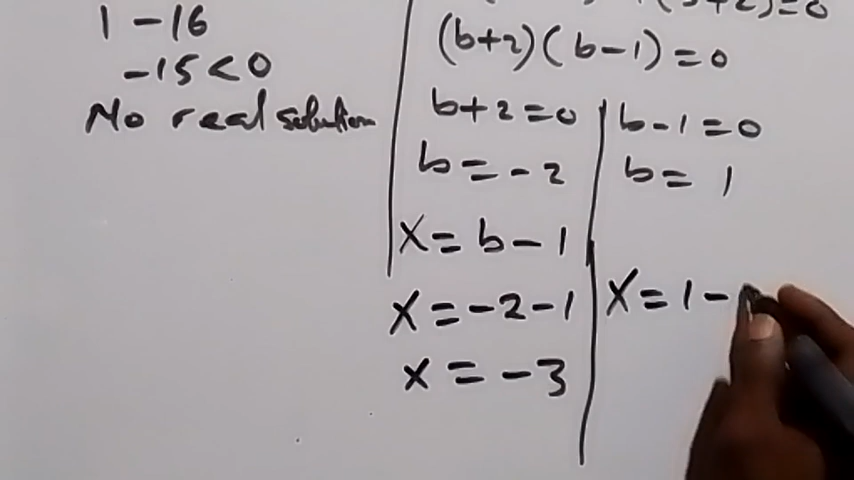 1 - 16
-15 < 0
No real solution
(b+2)(b-1) = 0
b+2 = 0
b = -2
x = b - 1
x = -2 - 1
x = -3
b - 1 = 0
b = 1
x = 1 -